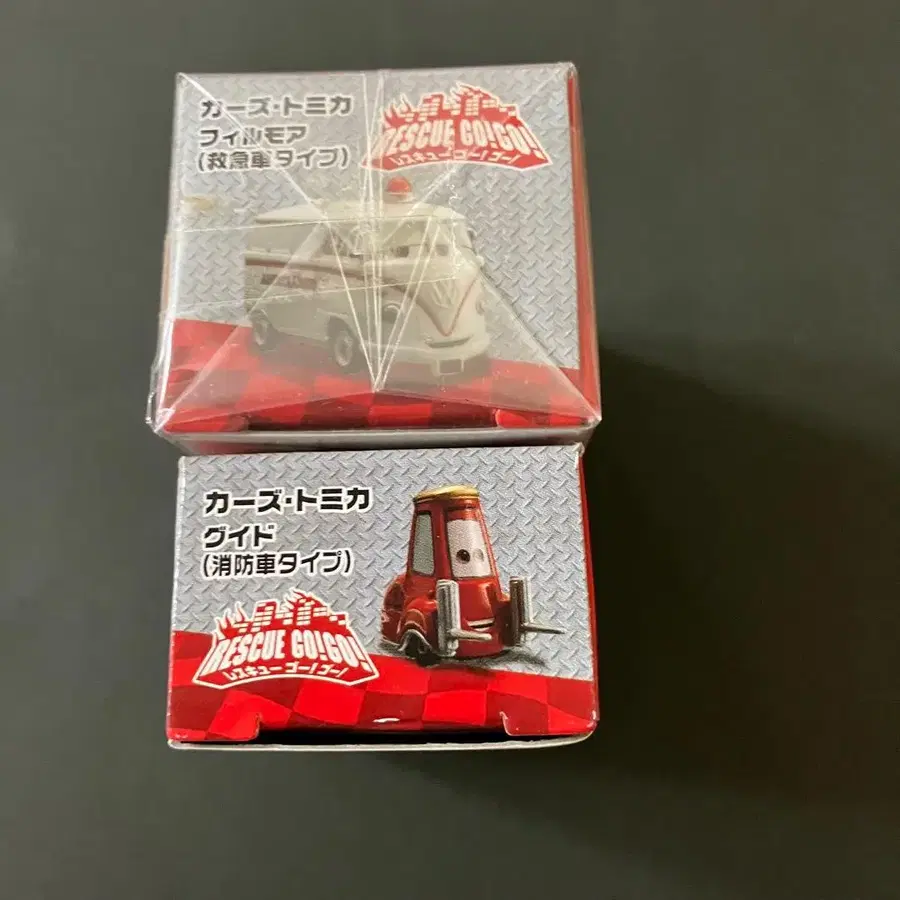 カーズ・トミカ
フィルモア
(救急車タイプ)
RESCUE GO!GO!
レスキュー ゴー!ゴー!
カーズ・トミカ
グイド
(消防車タイプ)
RESCUE GO!GO!
レスキュー ゴー!ゴー!